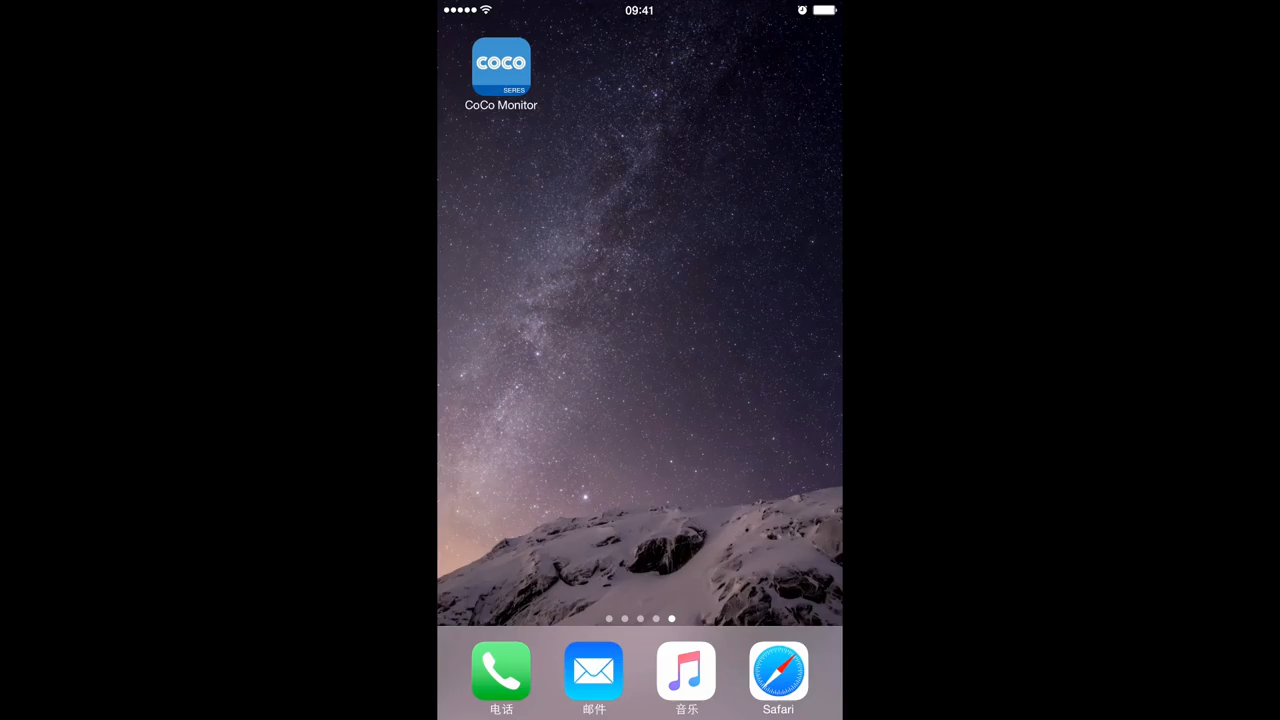 09:41
COCO
SERES
CoCo Monitor
电话
邮件
音乐
Safari